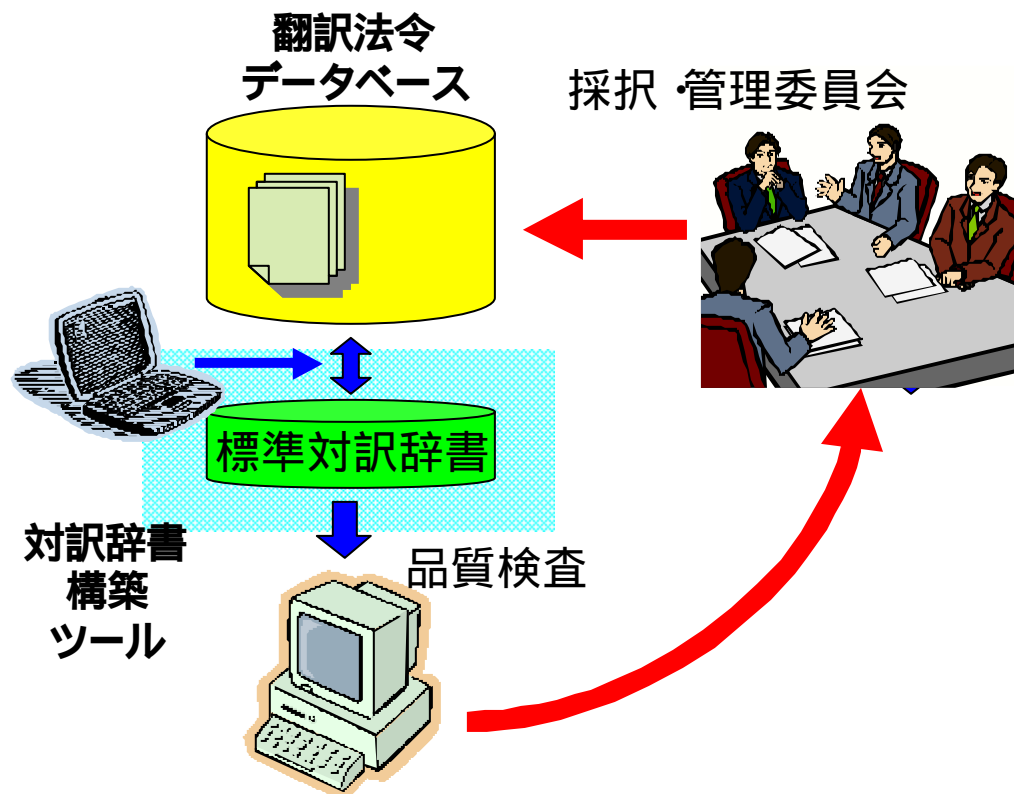 翻訳法令
データベース
採択・管理委員会
標準対訳辞書
対訳辞書
構築
ツール
品質検査